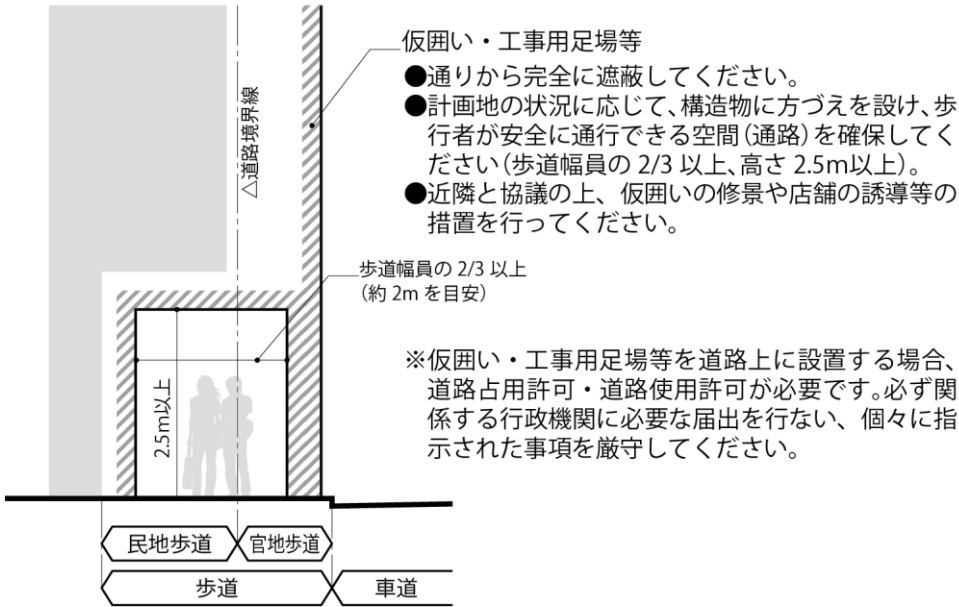 仮囲い・工事用足場等
●通りから完全に遮蔽してください。
●計画地の状況に応じて、構造物に方づえを設け、歩
行者が安全に通行できる空間（通路）を確保してく
ださい（歩道幅員の 2/3 以上、高さ 2.5m以上）。
●近隣と協議の上、仮囲いの修景や店舗の誘導等の
措置を行ってください。
△道路境界線
歩道幅員の 2/3 以上
（約 2m を目安）
※仮囲い・工事用足場等を道路上に設置する場合、
道路占用許可・道路使用許可が必要です。必ず関
係する行政機関に必要な届出を行ない、個々に指
示された事項を厳守してください。
2.5m以上
民地歩道
官地歩道
歩道
車道